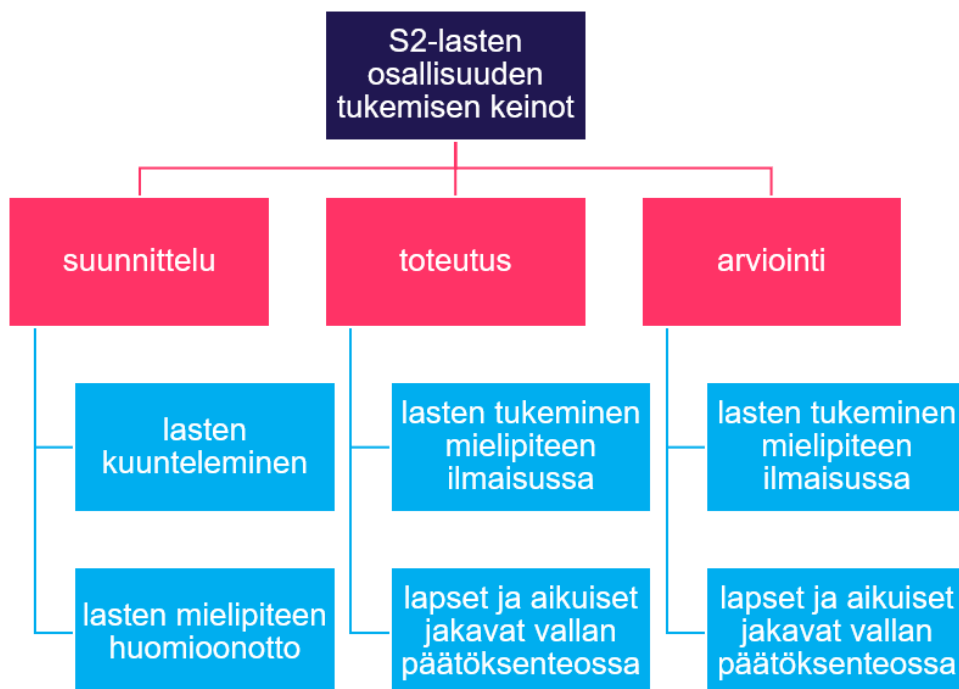 S2-lasten
osallisuuden
tukemisen keinot
suunnittelu
toteutus
arviointi
lasten
kuunteleminen
lasten tukeminen
mielipiteen
ilmaisussa
lasten tukeminen
mielipiteen
ilmaisussa
lasten mielipiteen
huomioonotto
lapset ja aikuiset
jakavat vallan
päätöksenteossa
lapset ja aikuiset
jakavat vallan
päätöksenteossa